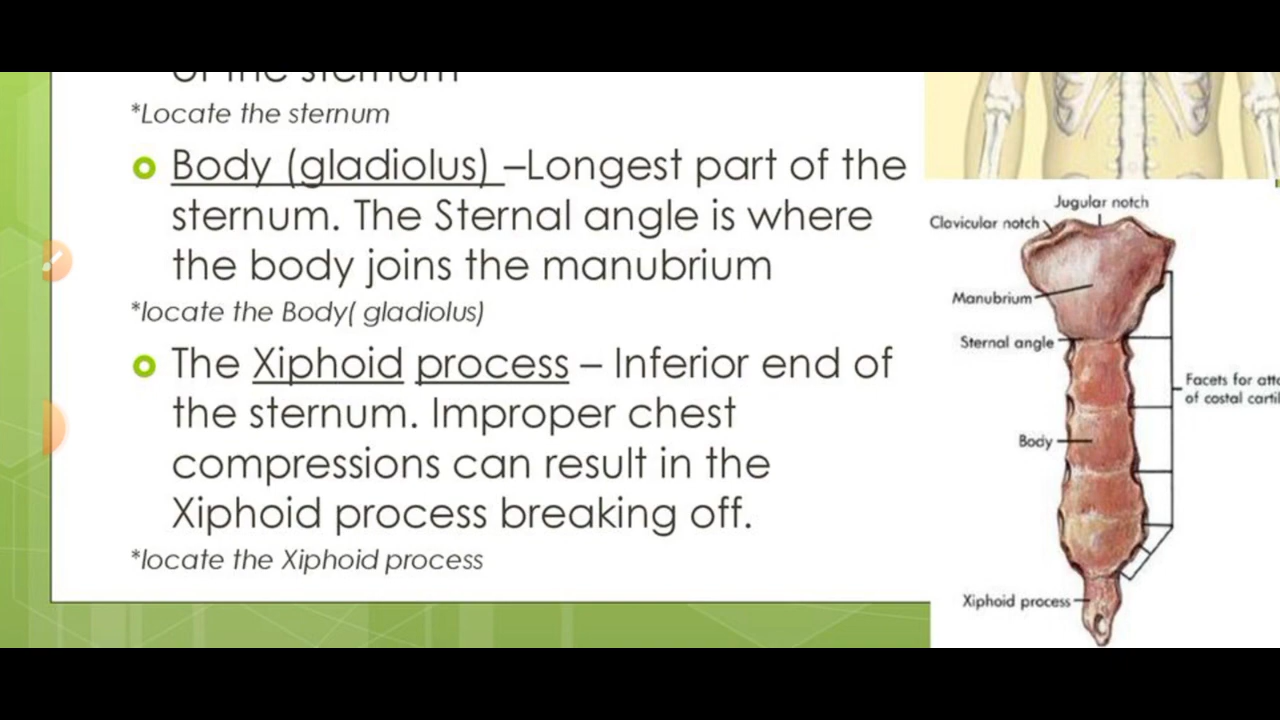 of the sternum
*Locate the sternum
Body (gladiolus) –Longest part of the
sternum. The Sternal angle is where
the body joins the manubrium
*locate the Body( gladiolus)
The Xiphoid process – Inferior end of
the sternum. Improper chest
compressions can result in the
Xiphoid process breaking off.
*locate the Xiphoid process
Jugular notch
Clavicular notch
Manubrium
Sternal angle
Facets for
of costal
Body
Xiphoid process